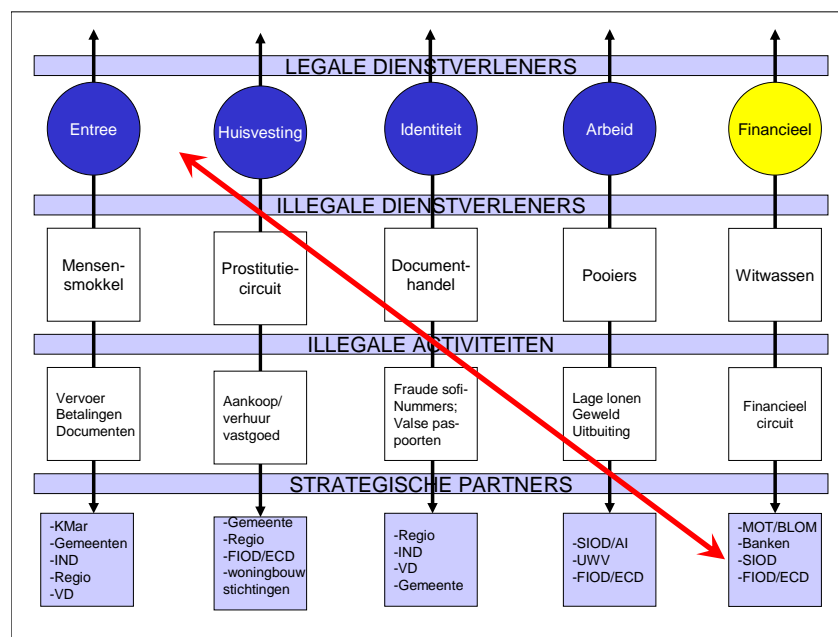 LEGALE DIENSTVERLENERS
Entree
Huisvesting
Identiteit
Arbeid
Financieel
ILLEGALE DIENSTVERLENERS
Mensen-
smokkel
Prostitutie-
circuit
Document-
handel
Pooiers
Witwassen
ILLEGALE ACTIVITEITEN
Vervoer
Betalingen
Documenten
Aankoop/
verhuur
vastgoed
Fraude sofi-
Nummers;
Valse pas-
poorten
Lage lonen
Geweld
Uitbuiting
Financieel
circuit
STRATEGISCHE PARTNERS
-KMar
-Gemeenten
-IND
-Regio
-VD
-Gemeente
-Regio
-FIOD/ECD
-woningbouw
stichtingen
-Regio
-IND
-VD
-Gemeente
-SIOD/AI
-UWV
-FIOD/ECD
-MOT/BLOM
-Banken
-SIOD
-FIOD/ECD